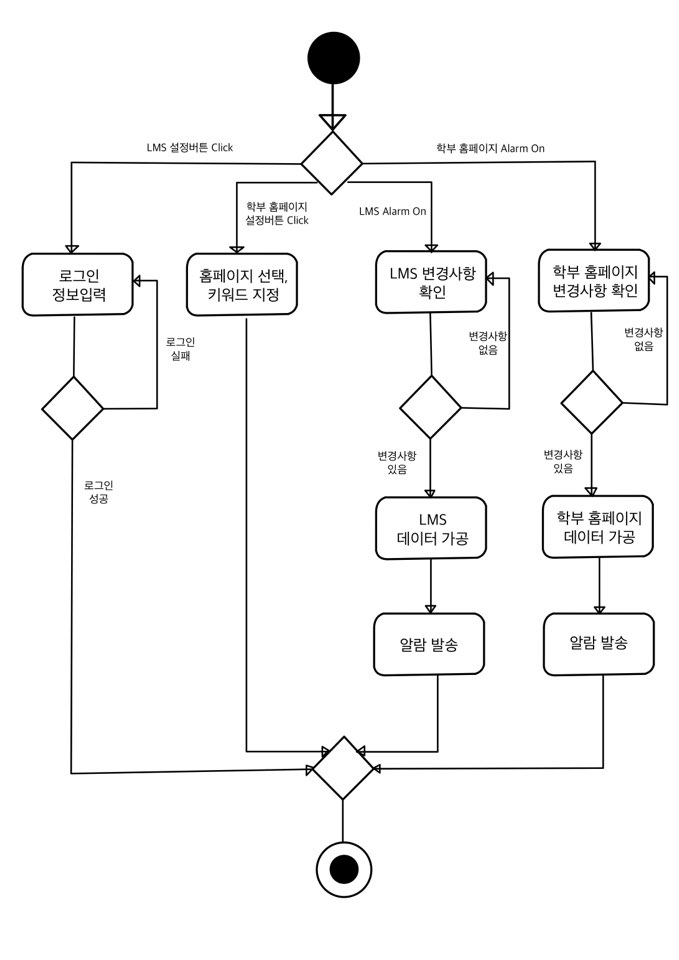 LMS 설정버튼 Click
학부 홈페이지 Alarm On
학부 홈페이지
설정버튼 Click
LMS Alarm On
로그인
정보입력
홈페이지 선택,
키워드 지정
LMS 변경사항
확인
학부 홈페이지
변경사항 확인
로그인
실패
변경사항
없음
변경사항
없음
로그인
성공
변경사항
있음
변경사항
있음
LMS
데이터 가공
학부 홈페이지
데이터 가공
알람 발송
알람 발송